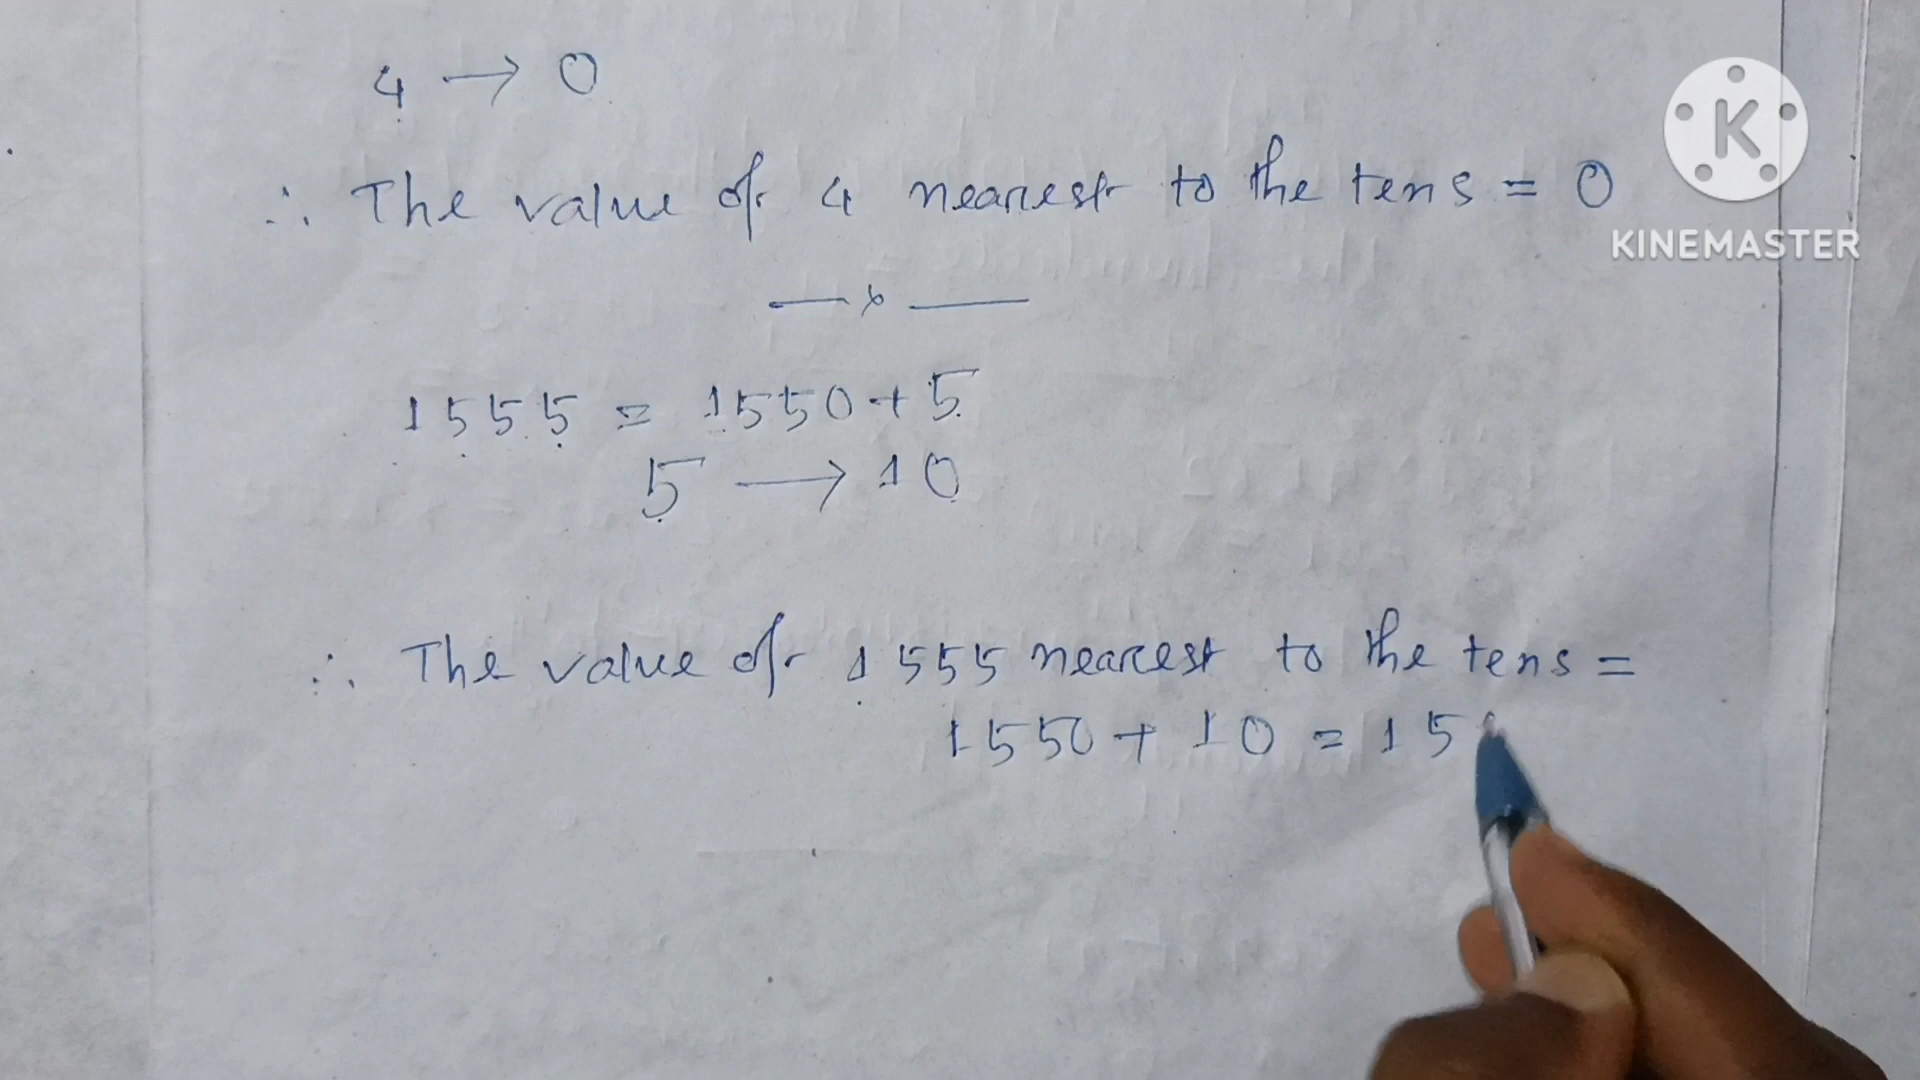 4 → 0
∴ The value of 4 nearest to the tens = 0
KINEMASTER
— x —
1555 = 1550 + 5
5 → 10
∴ The value of 1555 nearest to the tens =
1550 + 10 = 15